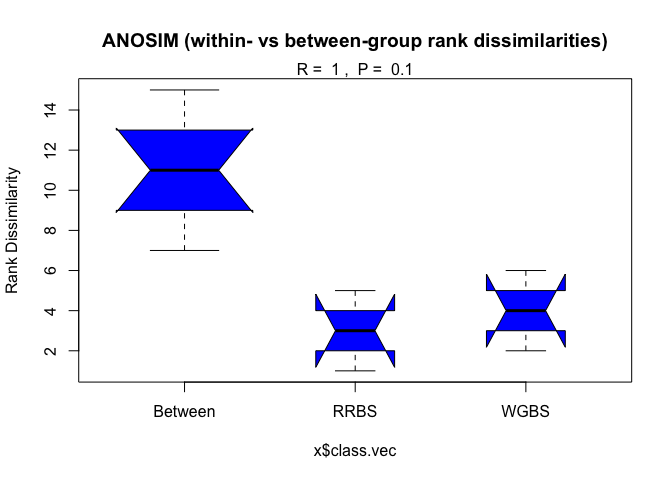 ANOSIM (within- vs between-group rank dissimilarities)
R = 1 , P = 0.1
Rank Dissimilarity
14
12
10
8
6
4
2
Between RRBS WGBS
x$class.vec